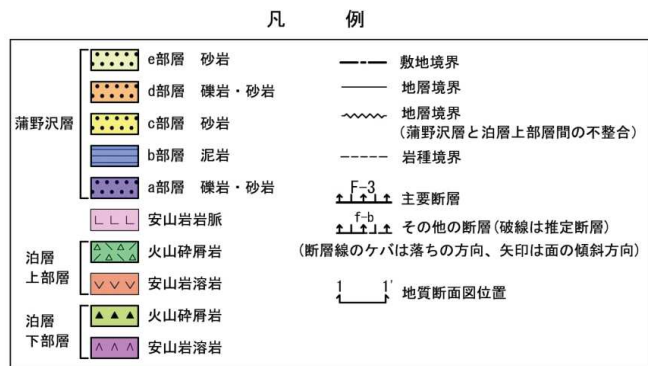 凡 例
蒲野沢層
e部層 砂岩
d部層 礫岩・砂岩
c部層 砂岩
b部層 泥岩
a部層 礫岩・砂岩
安山岩岩脈
泊層
上部層
火山砕屑岩
安山岩溶岩
泊層
下部層
火山砕屑岩
安山岩溶岩
敷地境界
地層境界
地層境界
(蒲野沢層と泊層上部層間の不整合)
岩種境界
F-3
主要断層
f-b
その他の断層(破線は推定断層)
(断層線のケバは落ちの方向、矢印は面の傾斜方向)
1 1'
地質断面図位置